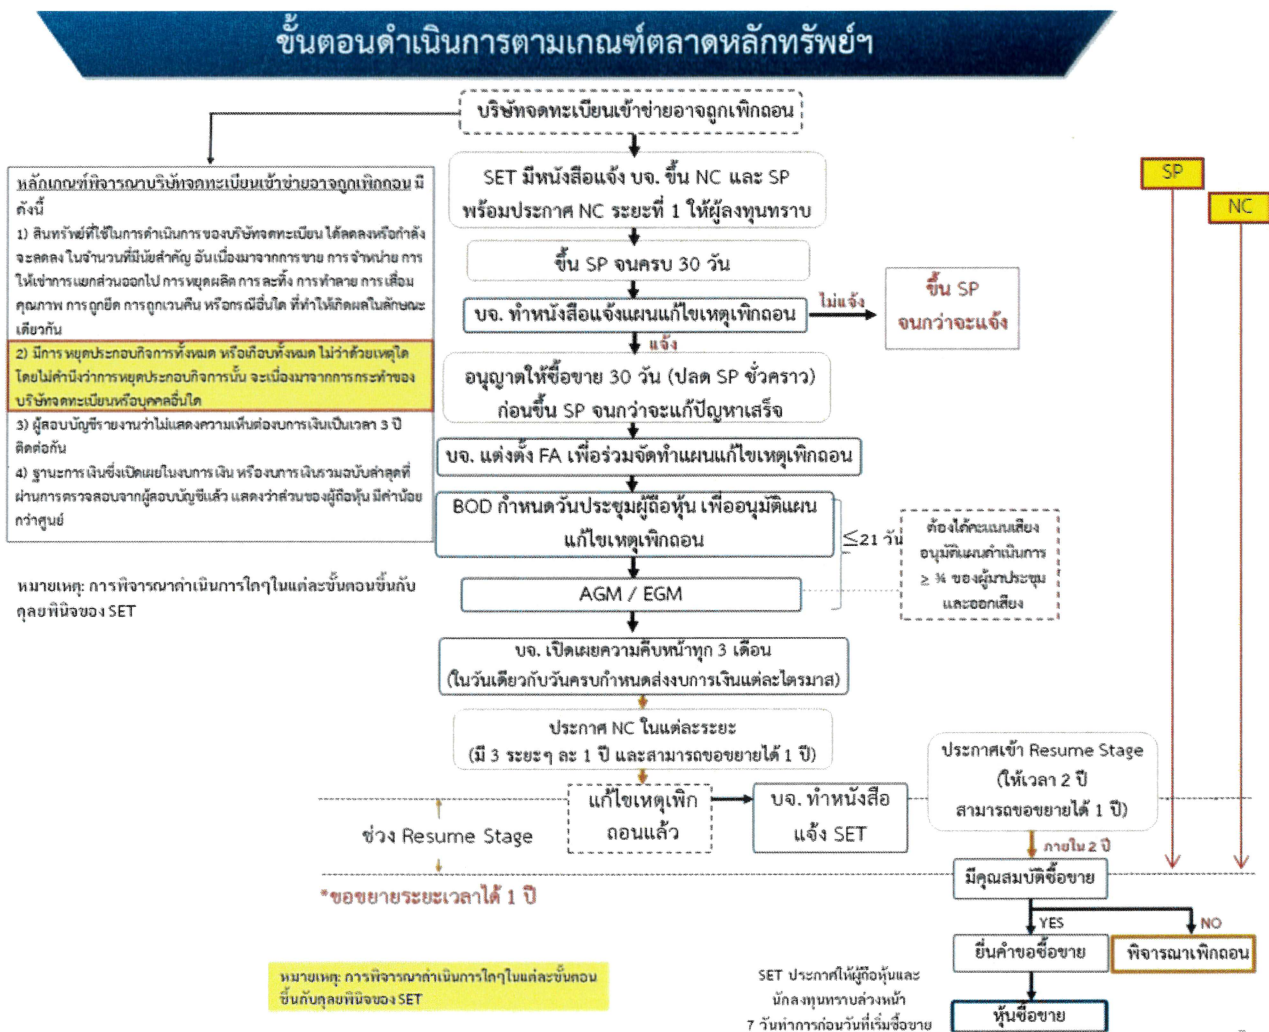 ขั้นตอนดำเนินการตามเกณฑ์ตลาดหลักทรัพย์ฯ
บริษัทจดทะเบียนเข้าข่ายอาจถูกเพิกถอน
หลักเกณฑ์พิจารณาบริษัทจดทะเบียนเข้าข่ายอาจถูกเพิกถอน มี
ดังนี้
1) สินทรัพย์ที่ใช้ในการดำเนินการของบริษัทจดทะเบียน ได้ลดลงหรือกำลัง
จะลดลง ในจำนวนที่มีนัยสำคัญ อันเนื่องมาจากการขาย การจำหน่าย การ
ให้เช่าการแยกส่วนออกไป การหยุดผลิต การละทิ้ง การทำลาย การเสื่อม
คุณภาพ การถูกยึด การถูกเวนคืน หรือกรณีอื่นใด ที่ทำให้เกิดผลในลักษณะ
เดียวกัน
2) มีการหยุดประกอบกิจการทั้งหมด หรือเกือบทั้งหมด ไม่ว่าด้วยเหตุใด
โดยไม่คำนึงว่าการหยุดประกอบกิจการนั้น จะเนื่องมาจากการกระทำของ
บริษัทจดทะเบียนหรือบุคคลอื่นใด
3) ผู้สอบบัญชีรายงานว่าไม่แสดงความเห็นต่องบการเงินเป็นเวลา 3 ปี
ติดต่อกัน
4) ฐานะการเงินซึ่งเปิดเผยในงบการเงิน หรืองบการเงินรวมฉบับล่าสุดที่
ผ่านการตรวจสอบจากผู้สอบบัญชีแล้ว แสดงว่าส่วนของผู้ถือหุ้น มีค่าน้อย
กว่าศูนย์
หมายเหตุ: การพิจารณาดำเนินการใดๆในแต่ละขั้นตอนขึ้นกับ
ดุลยพินิจของ SET
SET มีหนังสือแจ้ง บจ. ขึ้น NC และ SP
พร้อมประกาศ NC ระยะที่ 1 ให้ผู้ลงทุนทราบ
ขึ้น SP จนครบ 30 วัน
บจ. ทำหนังสือแจ้งแผนแก้ไขเหตุเพิกถอน
ไม่แจ้ง
ขึ้น SP
จนกว่าจะแจ้ง
แจ้ง
อนุญาตให้ซื้อขาย 30 วัน (ปลด SP ชั่วคราว)
ก่อนขึ้น SP จนกว่าจะแก้ปัญหาเสร็จ
บจ. แต่งตั้ง FA เพื่อร่วมจัดทำแผนแก้ไขเหตุเพิกถอน
BOD กำหนดวันประชุมผู้ถือหุ้น เพื่ออนุมัติแผน
แก้ไขเหตุเพิกถอน
≤21 วัน
ต้องได้คะแนนเสียง
อนุมัติแผนดำเนินการ
≥ ¾ ของผู้มาประชุม
และออกเสียง
AGM / EGM
บจ. เปิดเผยความคืบหน้าทุก 3 เดือน
(ในวันเดียวกับวันครบกำหนดส่งงบการเงินแต่ละไตรมาส)
ประกาศ NC ในแต่ละระยะ
(มี 3 ระยะๆ ละ 1 ปี และสามารถขอขยายได้ 1 ปี)
SP
NC
ช่วง Resume Stage
แก้ไขเหตุเพิก
ถอนแล้ว
บจ. ทำหนังสือ
แจ้ง SET
ประกาศเข้า Resume Stage
(ให้เวลา 2 ปี
สามารถขอขยายได้ 1 ปี)
ภายใน 2 ปี
*ขอขยายระยะเวลาได้ 1 ปี
มีคุณสมบัติซื้อขาย
YES
NO
ยื่นคำขอซื้อขาย
พิจารณาเพิกถอน
หมายเหตุ: การพิจารณาดำเนินการใดๆในแต่ละขั้นตอน
ขึ้นกับดุลยพินิจของ SET
SET ประกาศให้ผู้ถือหุ้นและ
นักลงทุนทราบล่วงหน้า
7 วันทำการก่อนวันที่เริ่มซื้อขาย
หุ้นซื้อขาย